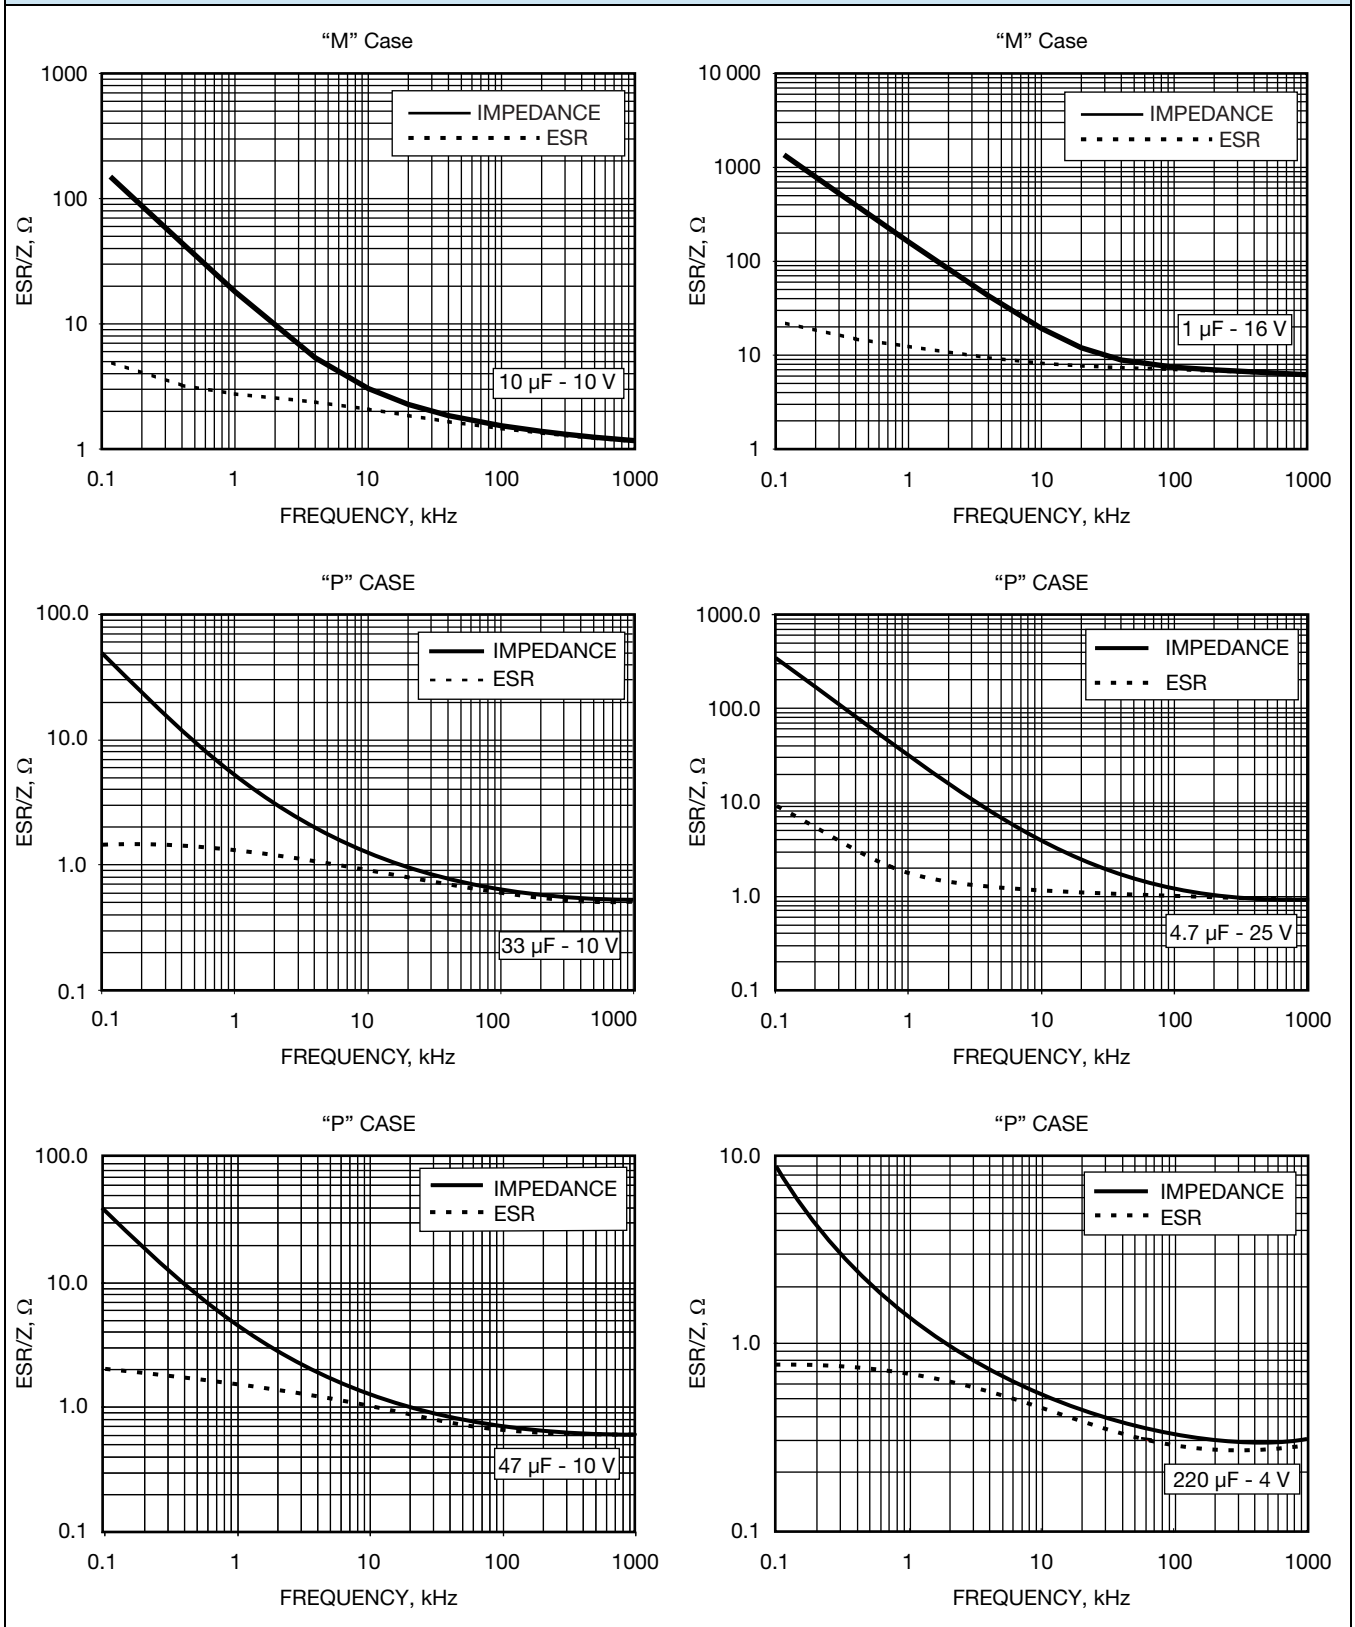 “M” Case
1000
100
10
1
ESR/Z, Ω
IMPEDANCE
ESR
10 µF - 10 V
0.1 1 10 100 1000
FREQUENCY, kHz
“M” Case
10 000
1000
100
10
1
ESR/Z, Ω
IMPEDANCE
ESR
1 µF - 16 V
0.1 1 10 100 1000
FREQUENCY, kHz
“P” CASE
100.0
10.0
1.0
0.1
ESR/Z, Ω
IMPEDANCE
ESR
33 µF - 10 V
0.1 1 10 100 1000
FREQUENCY, kHz
“P” CASE
1000.0
100.0
10.0
1.0
0.1
ESR/Z, Ω
IMPEDANCE
ESR
4.7 µF - 25 V
0.1 1 10 100 1000
FREQUENCY, kHz
“P” CASE
100.0
10.0
1.0
0.1
ESR/Z, Ω
IMPEDANCE
ESR
47 µF - 10 V
0.1 1 10 100 1000
FREQUENCY, kHz
“P” CASE
10.0
1.0
0.1
ESR/Z, Ω
IMPEDANCE
ESR
220 µF - 4 V
0.1 1 10 100 1000
FREQUENCY, kHz